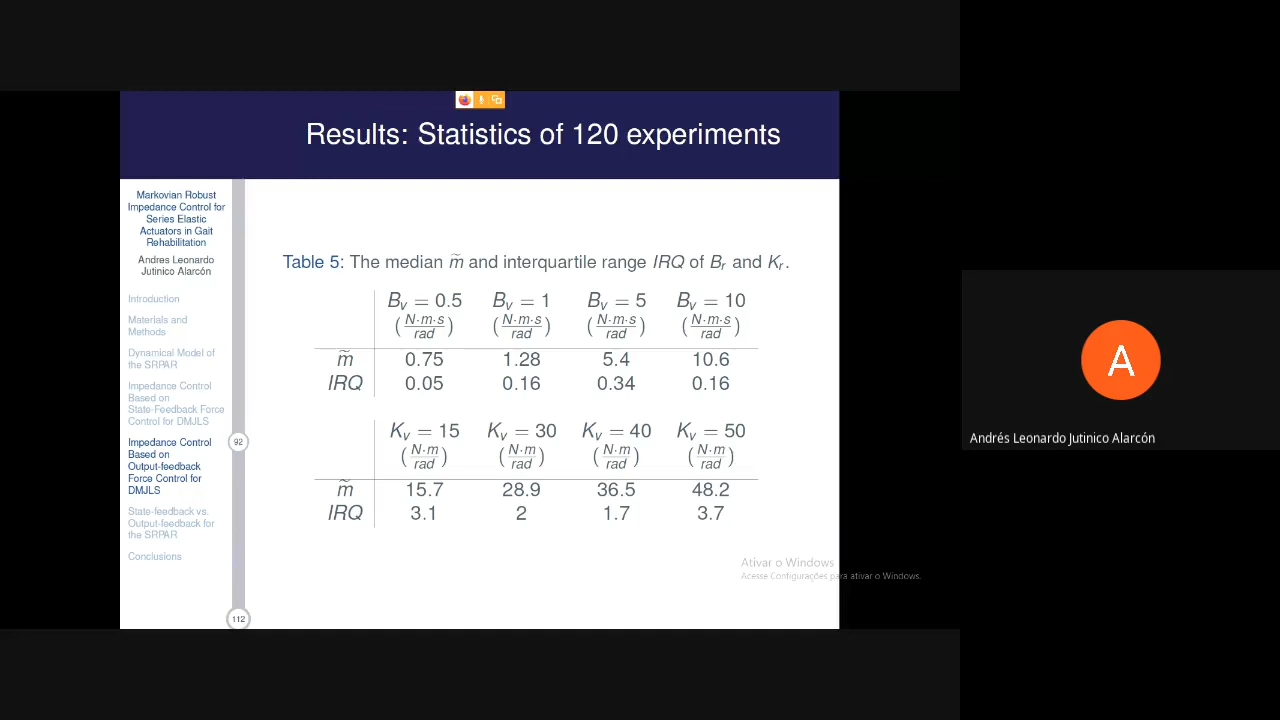 Results: Statistics of 120 experiments
Markovian Robust
Impedance Control for
Series Elastic
Actuators in Gait
Rehabilitation
Andres Leonardo
Jutinico Alarcón
Introduction
Materials and
Methods
Dynamical Model of
the SRPAR
Impedance Control
Based on
State-Feedback Force
Control for DMJLS
Impedance Control
Based on
Output-feedback
Force Control for
DMJLS
State-feedback vs.
Output-feedback for
the SRPAR
Conclusions
92
112
Table 5: The median m̃ and interquartile range IRQ of B_r and K_r.
B_v = 0.5 B_v = 1 B_v = 5 B_v = 10
(N·m·s/rad) (N·m·s/rad) (N·m·s/rad) (N·m·s/rad)
m̃ 0.75 1.28 5.4 10.6
IRQ 0.05 0.16 0.34 0.16
K_v = 15 K_v = 30 K_v = 40 K_v = 50
(N·m/rad) (N·m/rad) (N·m/rad) (N·m/rad)
m̃ 15.7 28.9 36.5 48.2
IRQ 3.1 2 1.7 3.7
Ativar o Windows
Acesse Configurações para ativar o Windows.
A
Andrés Leonardo Jutinico Alarcón